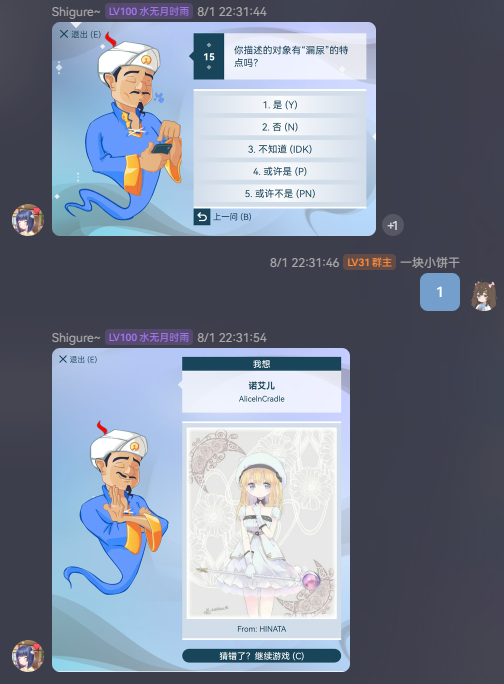 Shigure~ LV100 水无月时雨 8/1 22:31:44
退出 (E)
15
你描述的对象有“漏尿”的特
点吗?
1. 是 (Y)
2. 否 (N)
3. 不知道 (IDK)
4. 或许是 (P)
5. 或许不是 (PN)
上一问 (B)
+1
8/1 22:31:46 LV31 群主 一块小饼干
1
Shigure~ LV100 水无月时雨 8/1 22:31:54
退出 (E)
我想
诺艾儿
AliceInCradle
From: HINATA
猜错了? 继续游戏 (C)